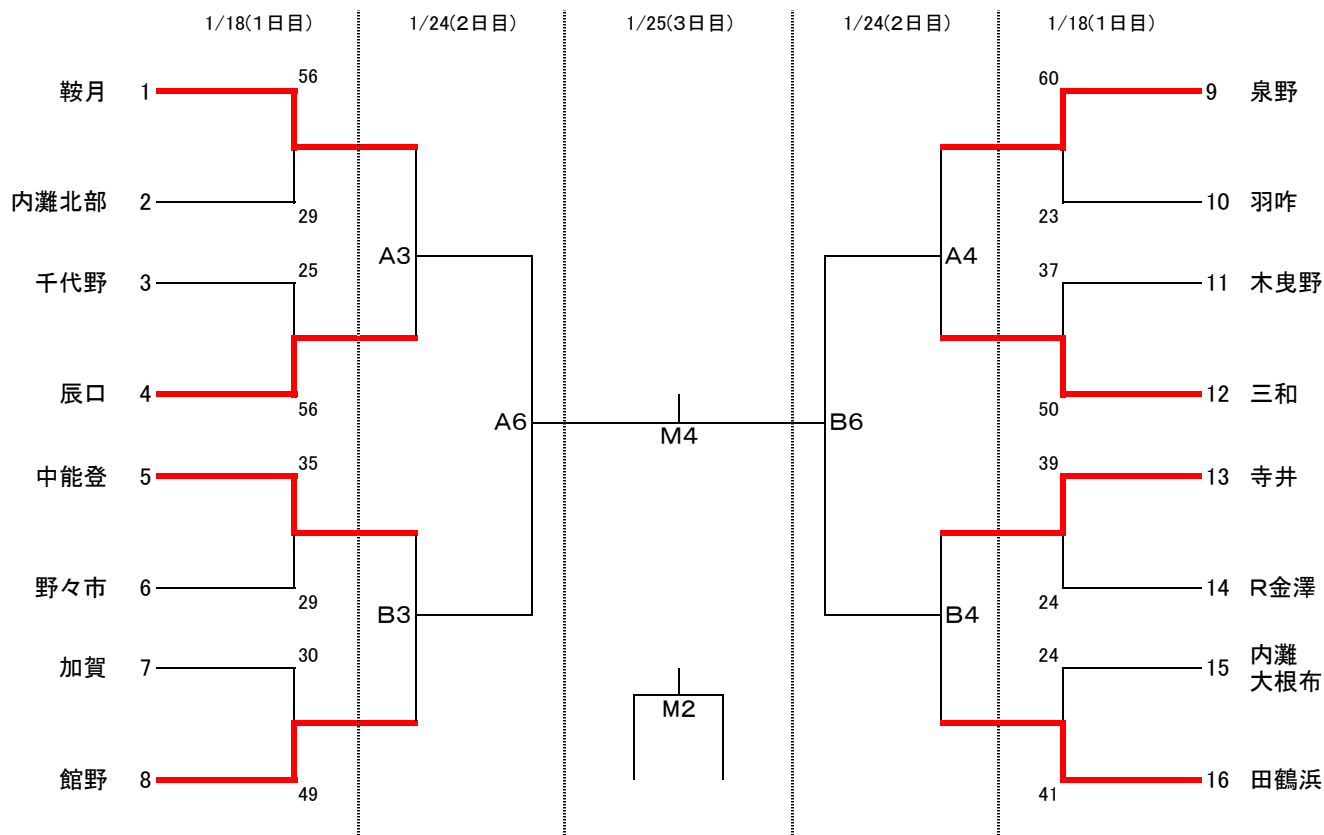 1/18(1日目) 1/24(2日目) 1/25(3日目) 1/24(2日目) 1/18(1日目)
56 60
鞍月 1 9 泉野
内灘北部 2 10 羽咋
29 23
A3 A4
25 37
千代野 3 11 木曳野
辰口 4 12 三和
56 50
A6 M4 B6
35 39
中能登 5 13 寺井
野々市 6 14 R金澤
29 24
B3 B4
30 24
加賀 7 15 内灘
大根布
M2
館野 8 16 田鶴浜
49 41